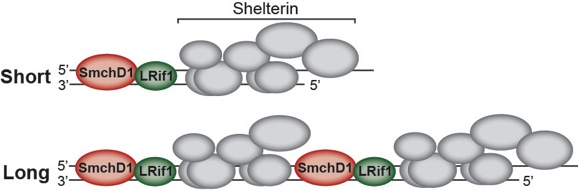 Shelterin
Short 5' SmchD1 LRif1
3' 5'
Long 5' SmchD1 LRif1 SmchD1 LRif1
3' 5'